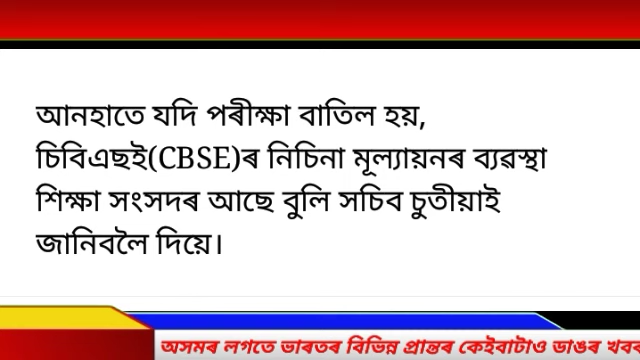 আনহাতে যদি পৰীক্ষা বাতিল হয়,
চিবিএছই(CBSE)ৰ নিচিনা মূল্যায়নৰ ব্যৱস্থা
শিক্ষা সংসদৰ আছে বুলি সচিব চুতীয়াই
জানিবলৈ দিয়ে।
অসমৰ লগতে ভাৰতৰ বিভিন্ন প্ৰান্তৰ কেইবাটাও ডাঙৰ খবৰ